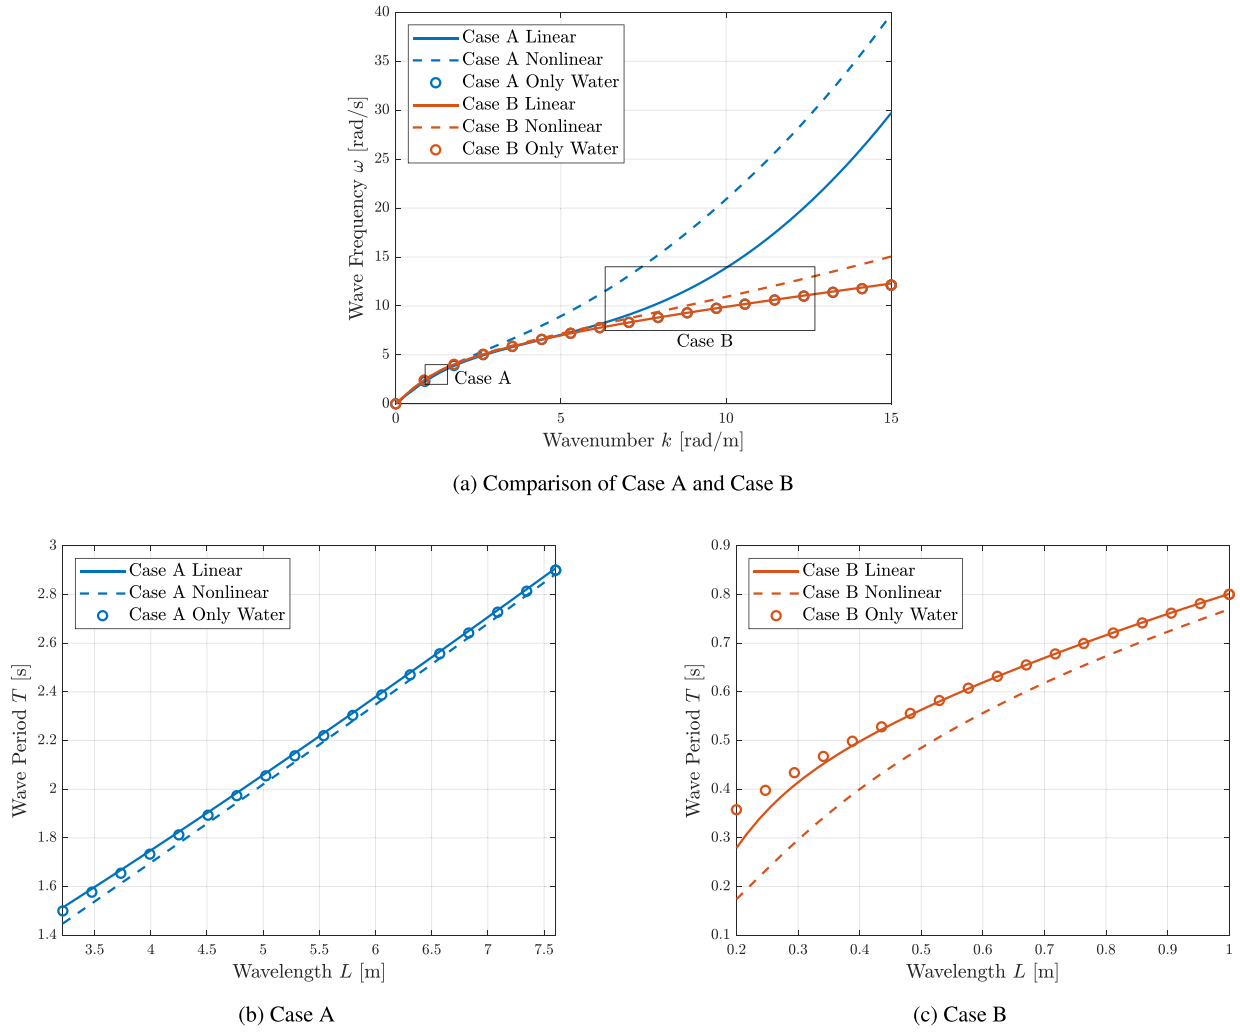 40
35
30
25
20
15
10
5
0
Wave Frequency ω [rad/s]
Case A Linear
Case A Nonlinear
Case A Only Water
Case B Linear
Case B Nonlinear
Case B Only Water
Case B
Case A
0 5 10 15
Wavenumber k [rad/m]
(a) Comparison of Case A and Case B
3
2.8
2.6
2.4
2.2
2
1.8
1.6
1.4
Wave Period T [s]
Case A Linear
Case A Nonlinear
Case A Only Water
3.5 4 4.5 5 5.5 6 6.5 7 7.5
Wavelength L [m]
(b) Case A
0.9
0.8
0.7
0.6
0.5
0.4
0.3
0.2
0.1
Wave Period T [s]
Case B Linear
Case B Nonlinear
Case B Only Water
0.2 0.3 0.4 0.5 0.6 0.7 0.8 0.9 1
Wavelength L [m]
(c) Case B